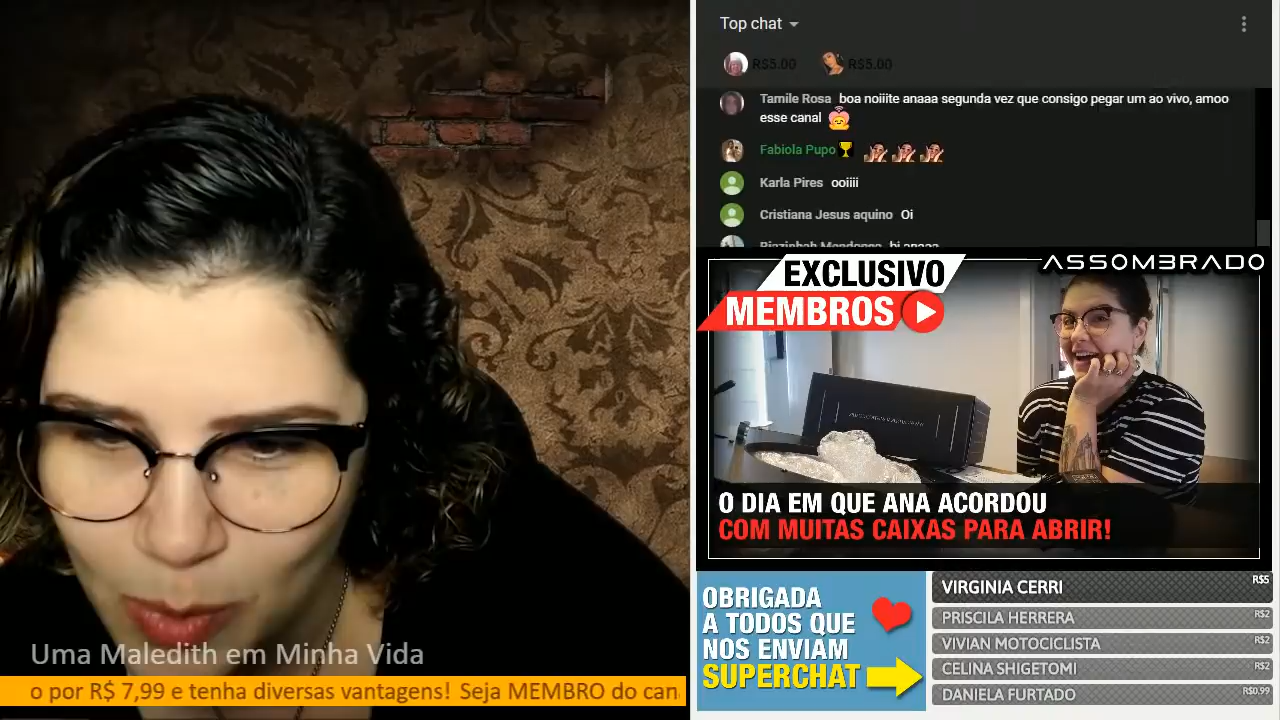 Top chat
R$5.00 R$5.00
Tamile Rosa boa noiiite anaaa segunda vez que consigo pegar um ao vivo, amoo
esse canal
Fabiola Pupo
Karla Pires ooiiii
Cristiana Jesus aquino Oi
hi anaaa
EXCLUSIVO
MEMBROS
ASSOMBRADO
O DIA EM QUE ANA ACORDOU
COM MUITAS CAIXAS PARA ABRIR!
Uma Maledith em Minha Vida
o por R$ 7,99 e tenha diversas vantagens! Seja MEMBRO do can
OBRIGADA
A TODOS QUE
NOS ENVIAM
SUPERCHAT
VIRGINIA CERRI R$5
PRISCILA HERRERA R$2
VIVIAN MOTOCICLISTA R$2
CELINA SHIGETOMI R$2
DANIELA FURTADO R$0,99